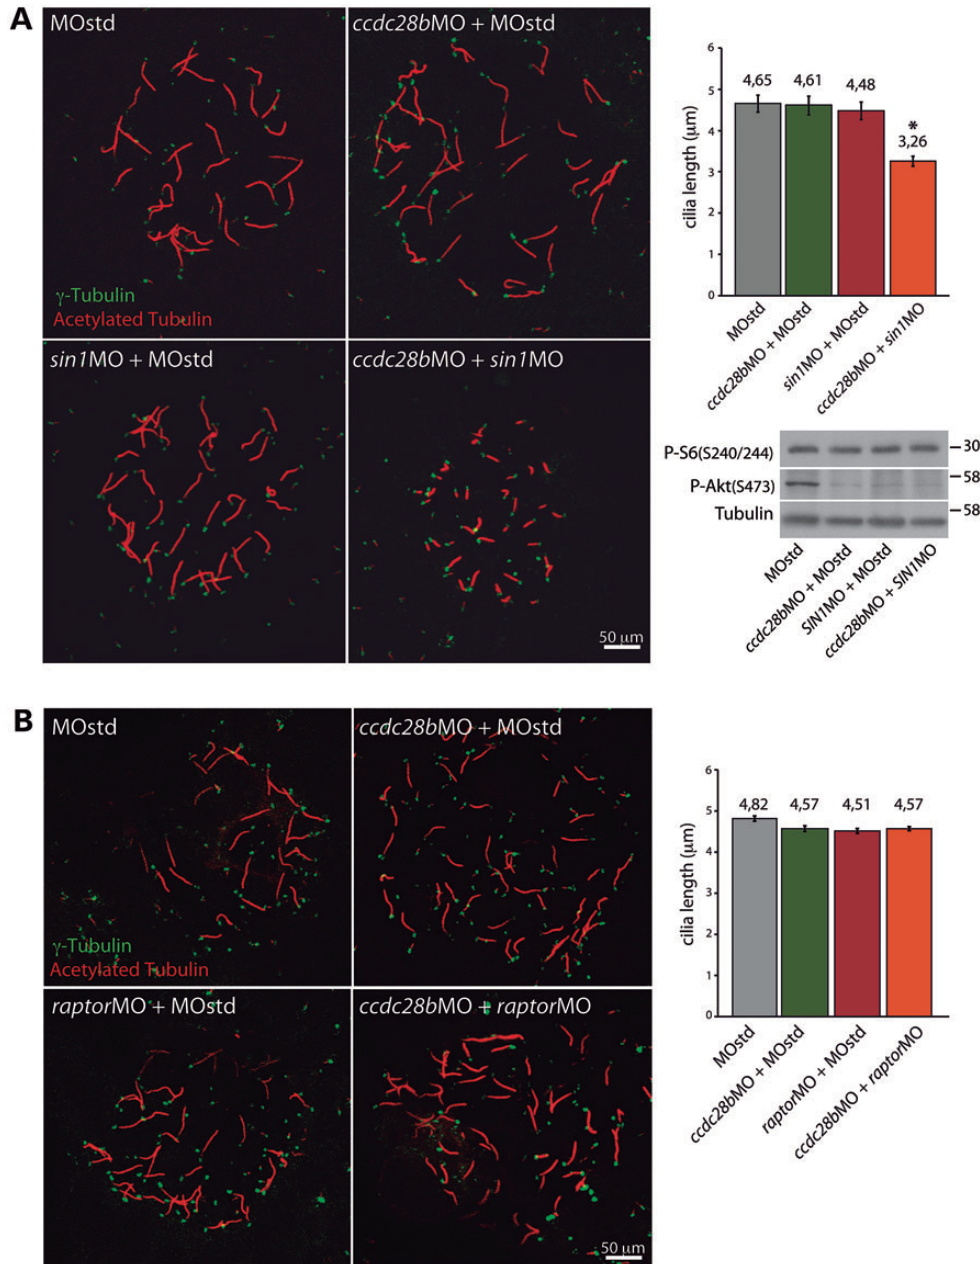 A
MOstd
ccdc28bMO + MOstd
γ-Tubulin
Acetylated Tubulin
sin1MO + MOstd
ccdc28bMO + sin1MO
50 μm
cilia length (μm)
6
5
4
3
2
1
0
4,65
4,61
4,48
*
3,26
MOstd
ccdc28bMO + MOstd
sin1MO + MOstd
ccdc28bMO + sin1MO
P-S6(S240/244)
30
P-Akt(S473)
58
Tubulin
58
MOstd
ccdc28bMO + MOstd
SIN1MO + MOstd
ccdc28bMO + SIN1MO
B
MOstd
ccdc28bMO + MOstd
γ-Tubulin
Acetylated Tubulin
raptorMO + MOstd
ccdc28bMO + raptorMO
50 μm
cilia length (μm)
6
5
4
3
2
1
0
4,82
4,57
4,51
4,57
MOstd
ccdc28bMO + MOstd
raptorMO + MOstd
ccdc28bMO + raptorMO